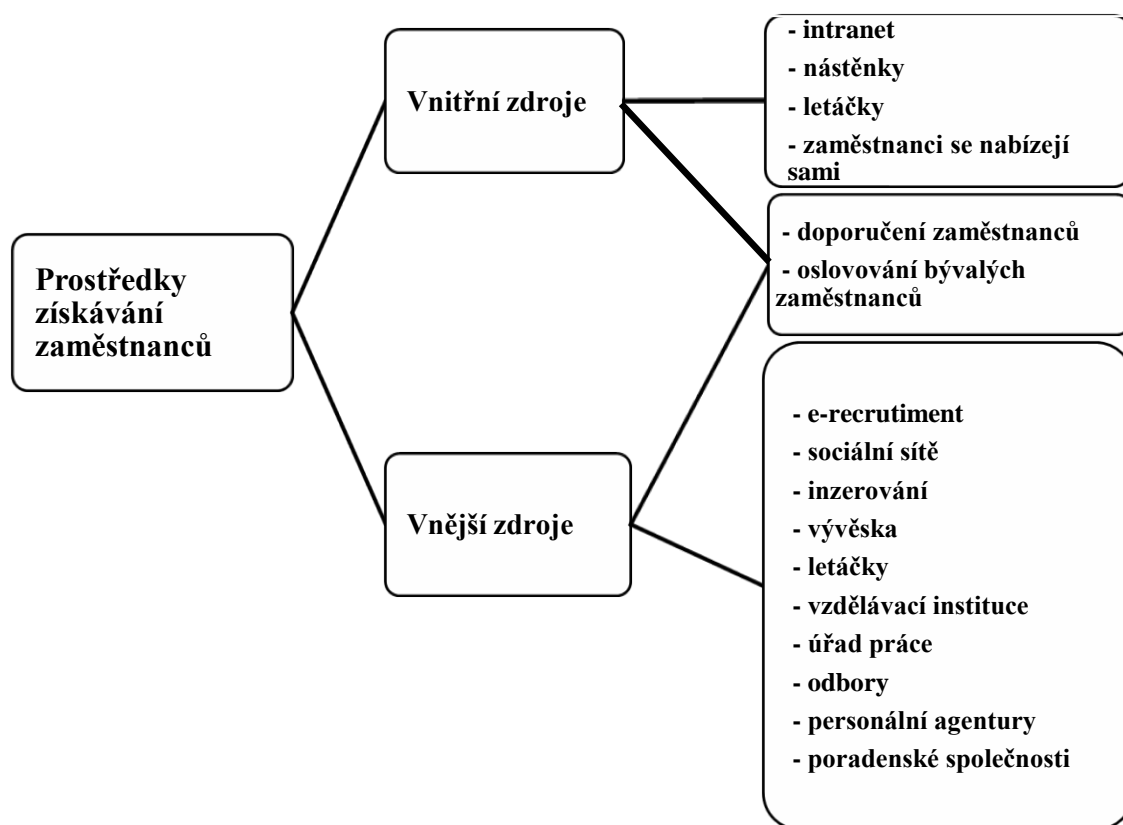 Prostředky
získávání
zaměstnanců
Vnitřní zdroje
- intranet
- nástěnky
- letáčky
- zaměstnanci se nabízejí
sami
- doporučení zaměstnanců
- oslovování bývalých
zaměstnanců
Vnější zdroje
- e-recrutiment
- sociální sítě
- inzerování
- vývěska
- letáčky
- vzdělávací instituce
- úřad práce
- odbory
- personální agentury
- poradenské společnosti